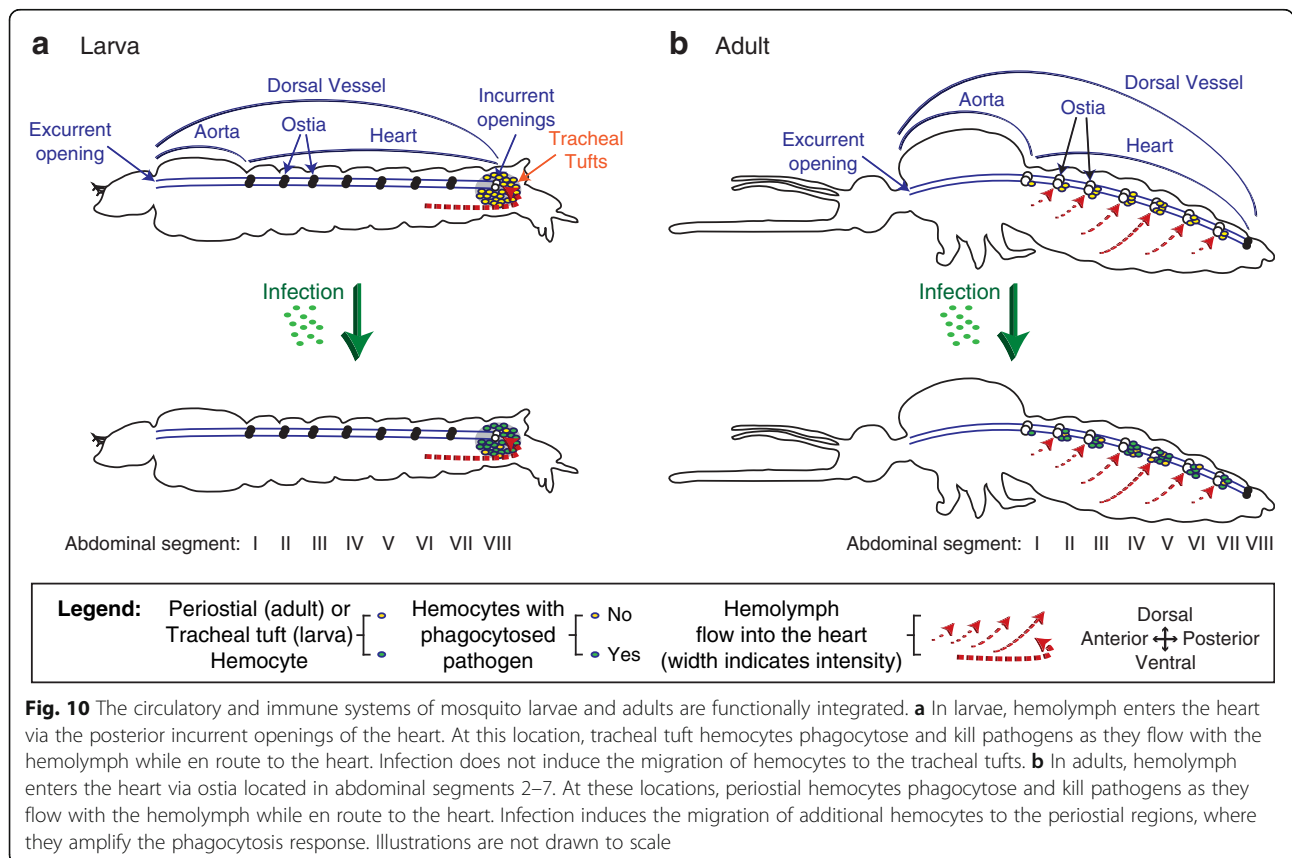 a Larva
Dorsal Vessel
Incurrent
openings
Excurrent
opening
Aorta
Ostia
Heart
Tracheal
Tufts
Infection
Abdominal segment: I II III IV V VI VII VIII
b Adult
Dorsal Vessel
Aorta
Ostia
Excurrent
opening
Heart
Infection
Abdominal segment: I II III IV V VI VII VIII
Legend:
Periostial (adult) or
Tracheal tuft (larva)
Hemocyte
Hemocytes with
phagocytosed
pathogen
No
Yes
Hemolymph
flow into the heart
(width indicates intensity)
Dorsal
Anterior Posterior
Ventral
Fig. 10 The circulatory and immune systems of mosquito larvae and adults are functionally integrated. a In larvae, hemolymph enters the heart
via the posterior incurrent openings of the heart. At this location, tracheal tuft hemocytes phagocytose and kill pathogens as they flow with the
hemolymph while en route to the heart. Infection does not induce the migration of hemocytes to the tracheal tufts. b In adults, hemolymph
enters the heart via ostia located in abdominal segments 2–7. At these locations, periostial hemocytes phagocytose and kill pathogens as they
flow with the hemolymph while en route to the heart. Infection induces the migration of additional hemocytes to the periostial regions, where
they amplify the phagocytosis response. Illustrations are not drawn to scale